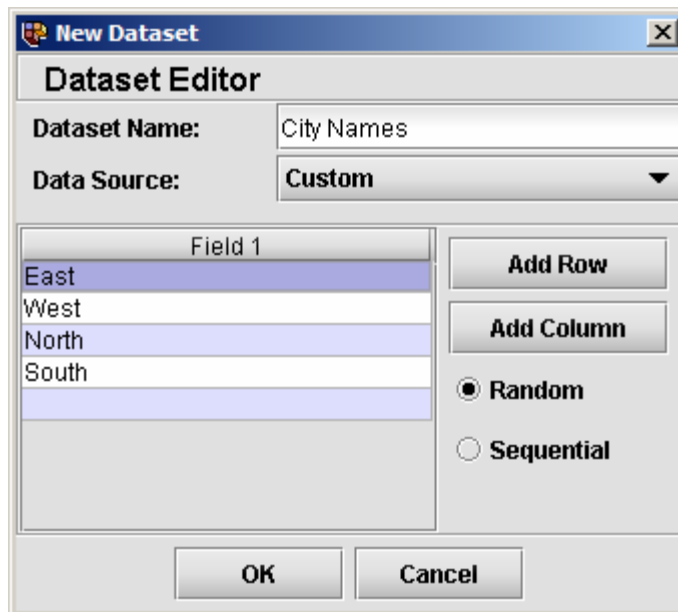 New Dataset
Dataset Editor
Dataset Name: City Names
Data Source: Custom
Field 1
East
West
North
South
Add Row
Add Column
Random
Sequential
OK Cancel